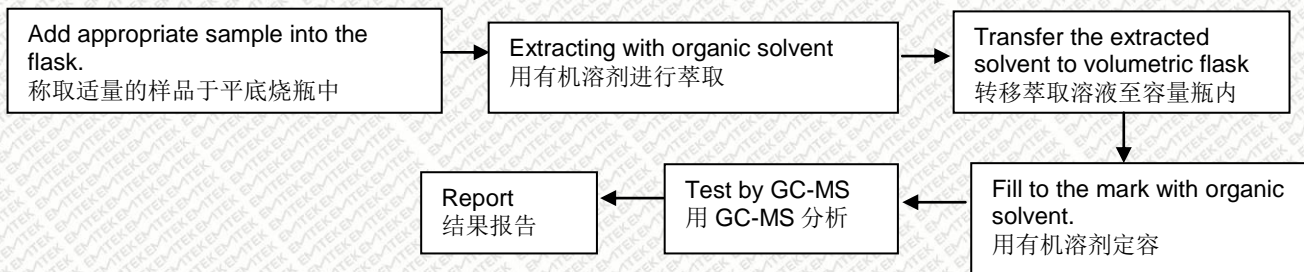 Add appropriate sample into the
flask.
称取适量的样品于平底烧瓶中
Extracting with organic solvent
用有机溶剂进行萃取
Transfer the extracted
solvent to volumetric flask
转移萃取溶液至容量瓶内
Fill to the mark with organic
solvent.
用有机溶剂定容
Test by GC-MS
用 GC-MS 分析
Report
结果报告